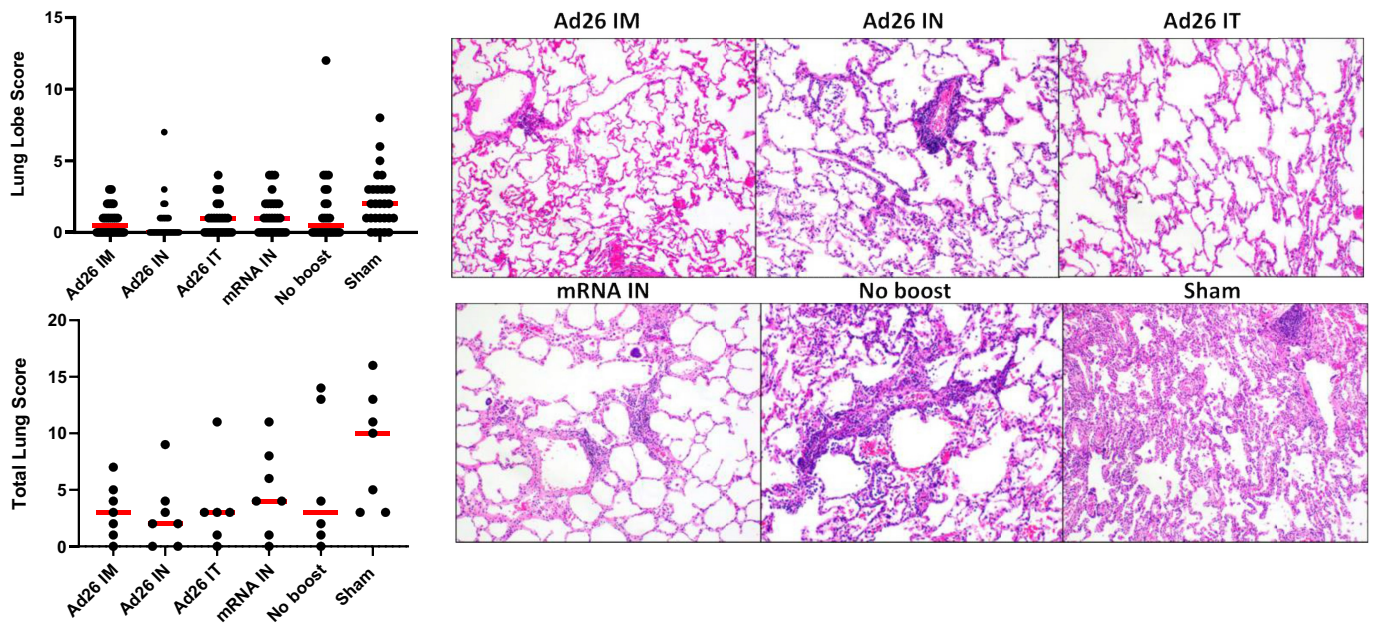 Lung Lobe Score
15
10
5
0
Ad26 IM
Ad26 IN
Ad26 IT
mRNA IN
No boost
Sham
Total Lung Score
20
15
10
5
0
Ad26 IM
Ad26 IN
Ad26 IT
mRNA IN
No boost
Sham
Ad26 IM
Ad26 IN
Ad26 IT
mRNA IN
No boost
Sham